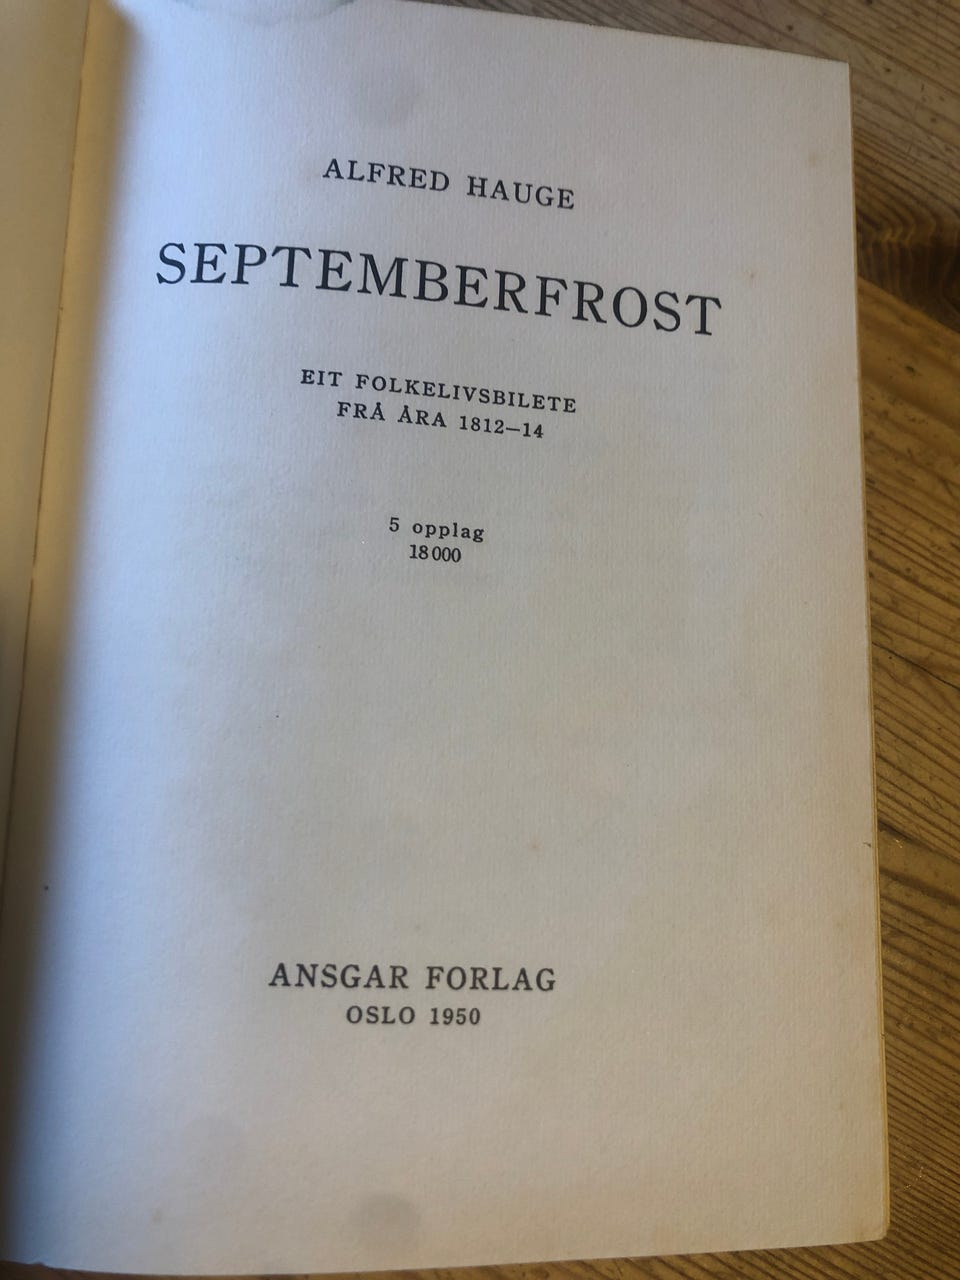 ALFRED HAUGE
SEPTEMBERFROST
EIT FOLKELIVSBILETE
FRÅ ÅRA 1812—14
5 opplag
18 000
ANSGAR FORLAG
OSLO 1950